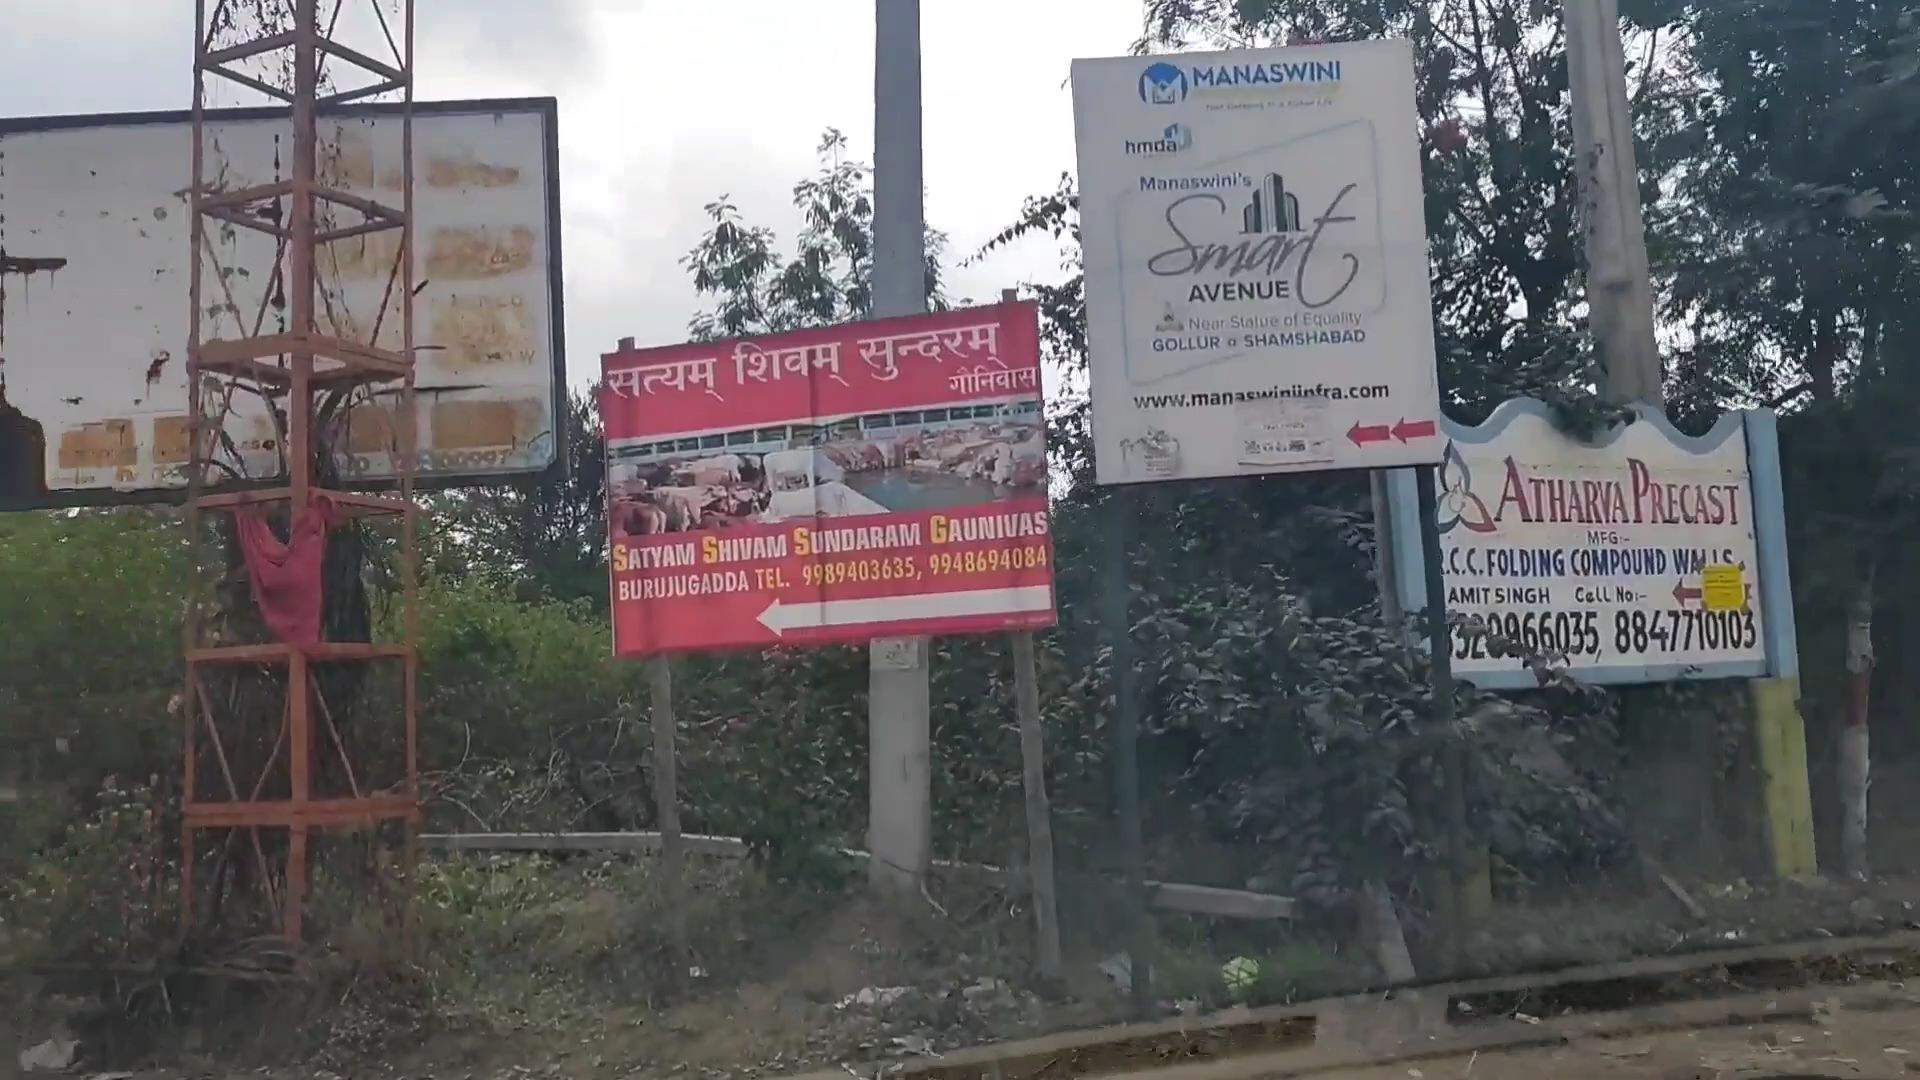 सत्यम् शिवम् सुन्दरम्
गौनिवास
SATYAM SHIVAM SUNDARAM GAUNIVAS
BURUJUGADDA TEL. 9989403635, 9948694084
MANASWINI
hmda
Manaswini's
Smart
AVENUE
Near Statue of Equality
GOLLUR @ SHAMSHABAD
www.manaswiniinfra.com
ATHARVA PRECAST
MFG:-
R.C.C. FOLDING COMPOUND WALLS
AMIT SINGH Cell No:-
8847710103